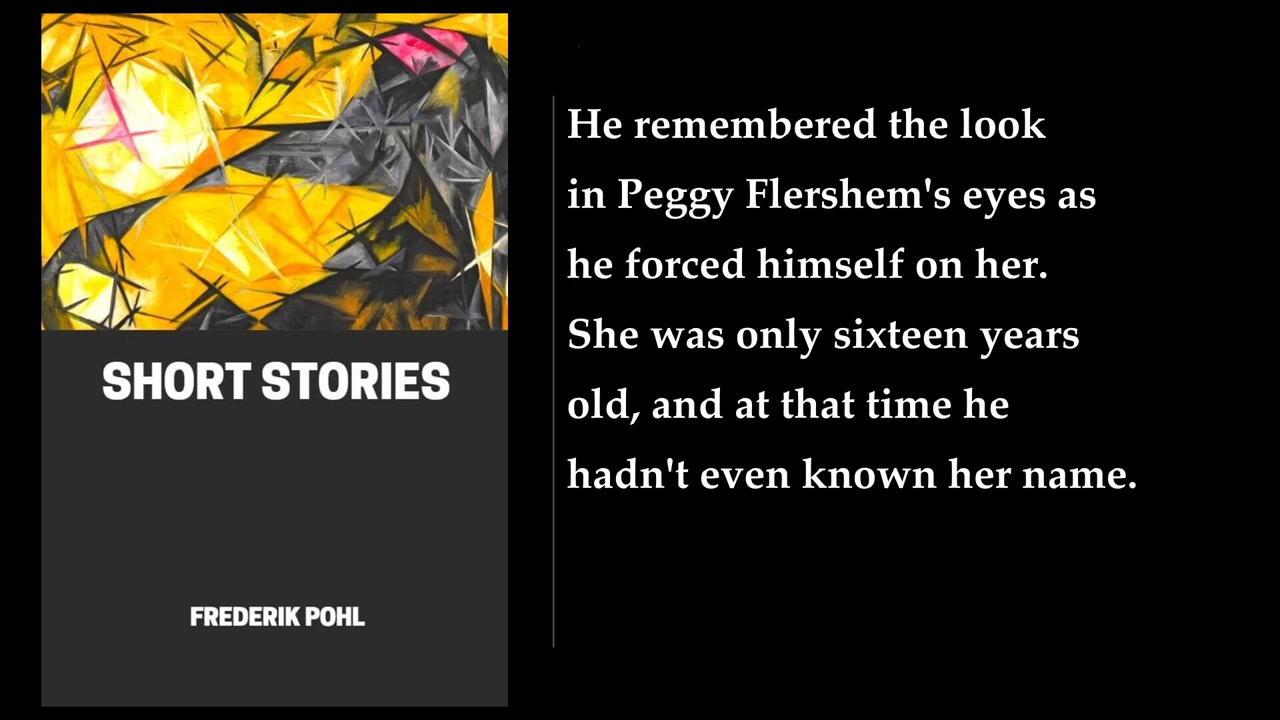 SHORT STORIES
FREDERIK POHL
He remembered the look
in Peggy Flershem's eyes as
he forced himself on her.
She was only sixteen years
old, and at that time he
hadn't even known her name.